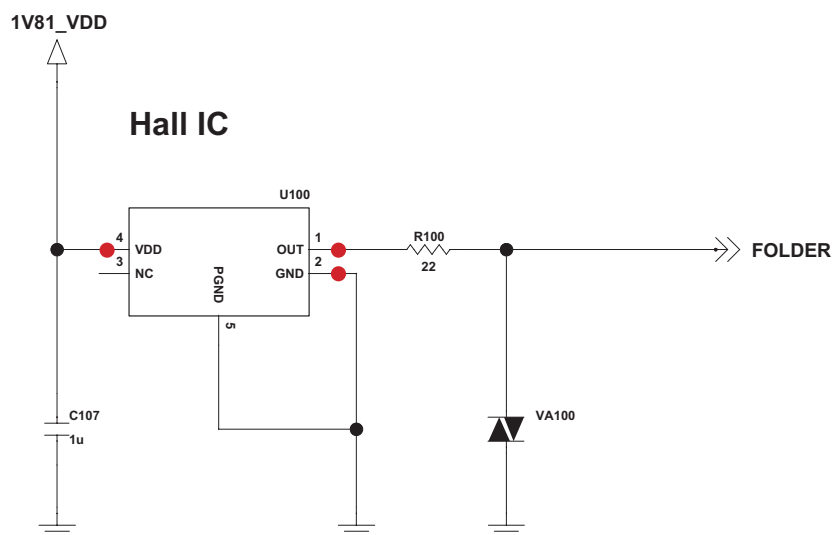 1V81_VDD
Hall IC
U100
4
VDD
3
NC
PGND
5
OUT
1
GND
2
R100
22
FOLDER
C107
1u
VA100